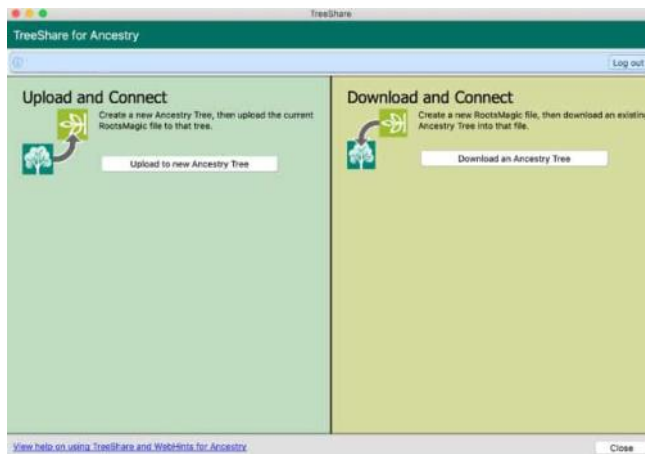 TreeShare
TreeShare for Ancestry
Log out
Upload and Connect
Create a new Ancestry Tree, then upload the current
RootsMagic file to that tree.
Upload to new Ancestry Tree
Download and Connect
Create a new RootsMagic file, then download an existing
Ancestry Tree into that file.
Download an Ancestry Tree
View help on using TreeShare and WebHints for Ancestry
Close